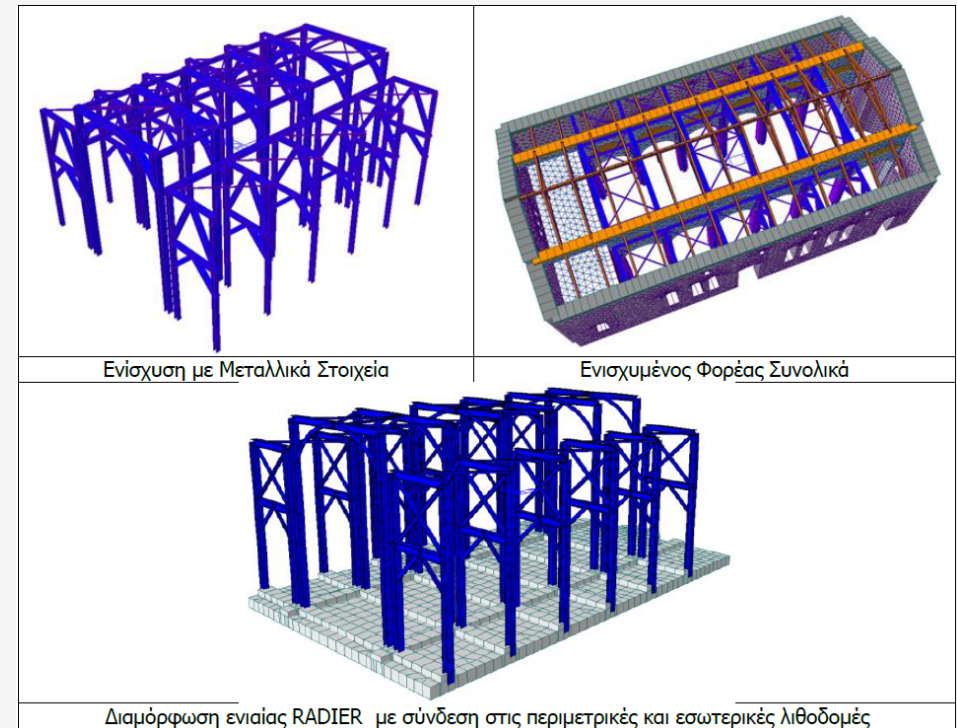 Ενίσχυση με Μεταλλικά Στοιχεία
Ενισχυμένος Φορέας Συνολικά
Διαμόρφωση ενιαίας RADIER με σύνδεση στις περιμετρικές και εσωτερικές λιθοδομές